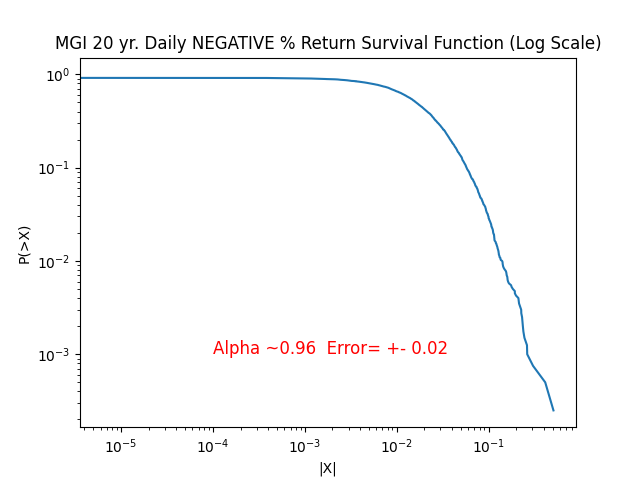 MGI 20 yr. Daily NEGATIVE % Return Survival Function (Log Scale)
P(>X)
10⁰
10⁻¹
10⁻²
10⁻³
Alpha ~0.96  Error= +- 0.02
10⁻⁵ 10⁻⁴ 10⁻³ 10⁻² 10⁻¹
|X|